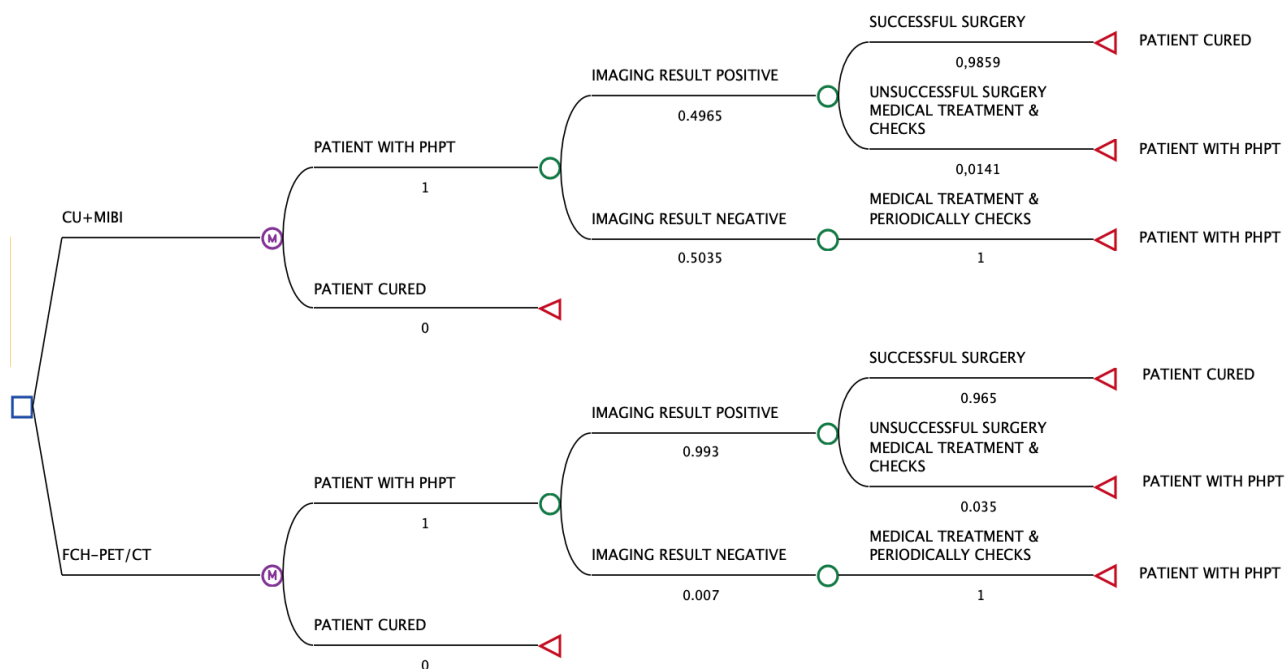 SUCCESSFUL SURGERY
PATIENT CURED
0,9859
IMAGING RESULT POSITIVE
0.4965
UNSUCCESSFUL SURGERY
MEDICAL TREATMENT &
CHECKS
PATIENT WITH PHPT
0,0141
PATIENT WITH PHPT
1
MEDICAL TREATMENT &
PERIODICALLY CHECKS
IMAGING RESULT NEGATIVE
PATIENT WITH PHPT
0.5035
1
CU+MIBI
M
PATIENT CURED
0
SUCCESSFUL SURGERY
PATIENT CURED
0.965
IMAGING RESULT POSITIVE
0.993
UNSUCCESSFUL SURGERY
MEDICAL TREATMENT &
CHECKS
PATIENT WITH PHPT
0.035
PATIENT WITH PHPT
1
MEDICAL TREATMENT &
PERIODICALLY CHECKS
IMAGING RESULT NEGATIVE
PATIENT WITH PHPT
0.007
1
FCH-PET/CT
M
PATIENT CURED
0